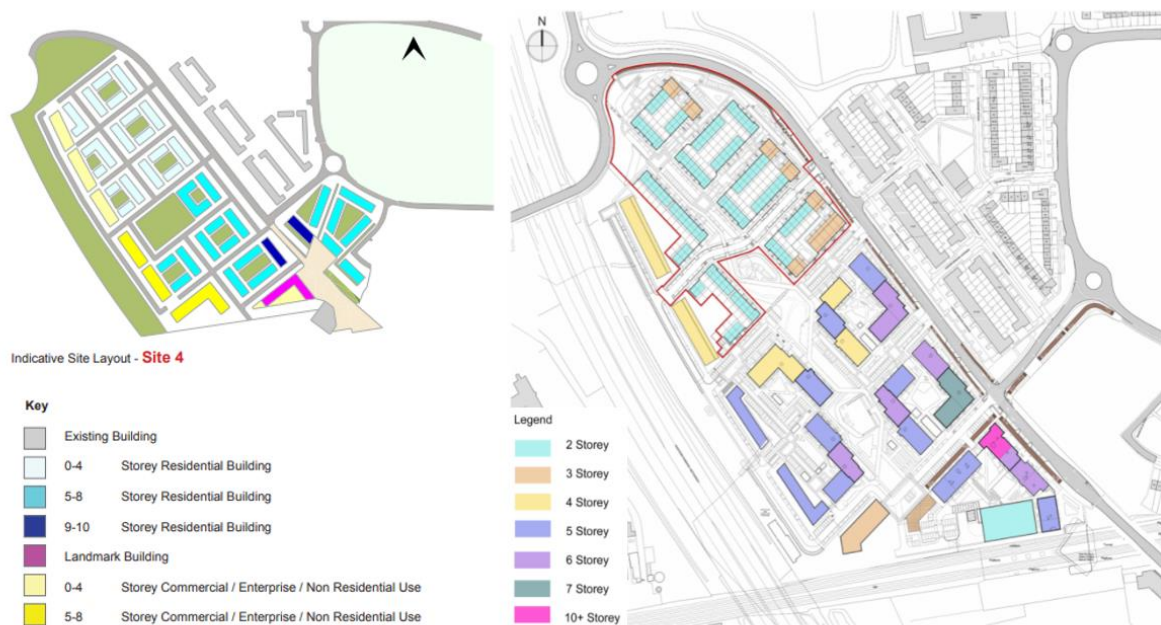 Indicative Site Layout - Site 4
Key
Existing Building
0-4 Storey Residential Building
5-8 Storey Residential Building
9-10 Storey Residential Building
Landmark Building
0-4 Storey Commercial / Enterprise / Non Residential Use
5-8 Storey Commercial / Enterprise / Non Residential Use
N
Legend
2 Storey
3 Storey
4 Storey
5 Storey
6 Storey
7 Storey
10+ Storey